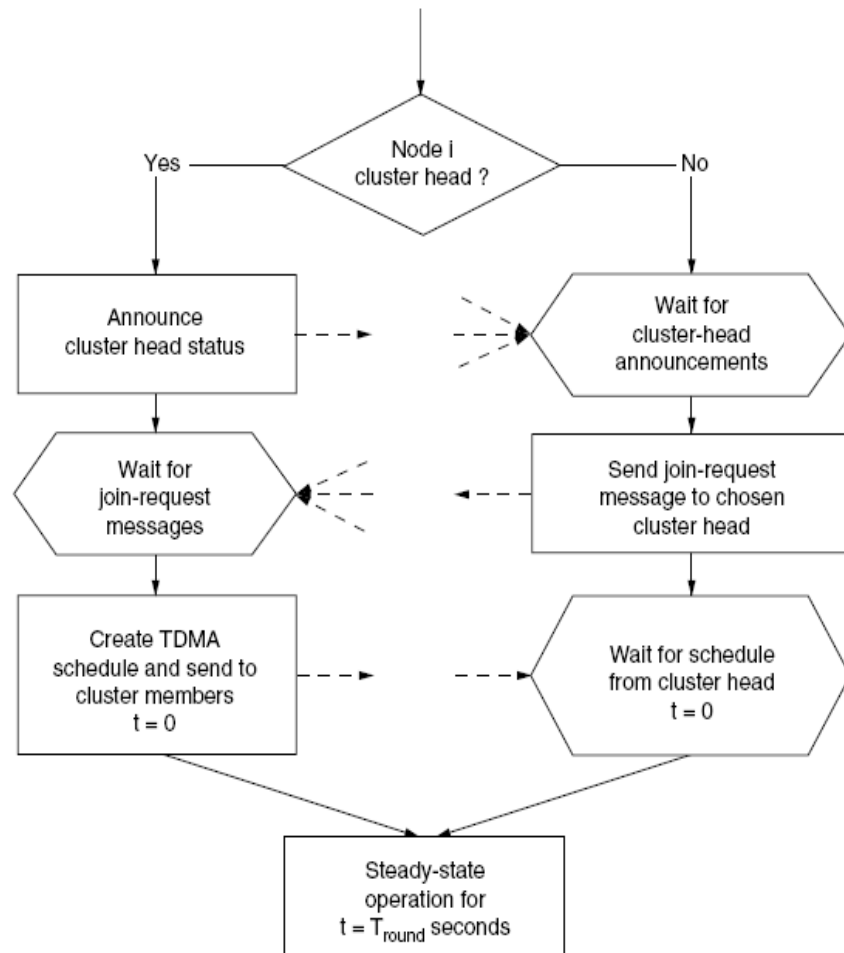 Node i
cluster head ?
Yes
No
Announce
cluster head status
Wait for
cluster-head
announcements
Wait for
join-request
messages
Send join-request
message to chosen
cluster head
Create TDMA
schedule and send to
cluster members
t = 0
Wait for schedule
from cluster head
t = 0
Steady-state
operation for
t = Tround seconds